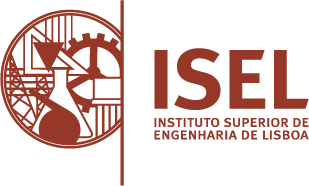 ISEL
INSTITUTO SUPERIOR DE
ENGENHARIA DE LISBOA